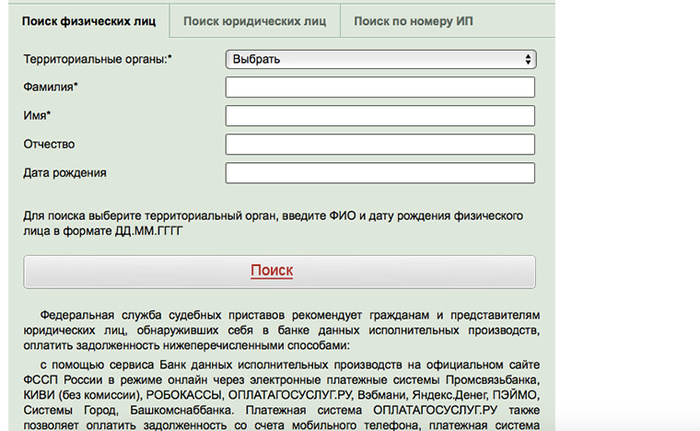 Поиск физических лиц
Поиск юридических лиц
Поиск по номеру ИП
Территориальные органы:*
Выбрать
Фамилия*
Имя*
Отчество
Дата рождения
Для поиска выберите территориальный орган, введите ФИО и дату рождения физического
лица в формате ДД.ММ.ГГГГ
Поиск
Федеральная служба судебных приставов рекомендует гражданам и представителям
юридических лиц, обнаруживших себя в банке данных исполнительных производств,
оплатить задолженность нижеперечисленными способами:
с помощью сервиса Банк данных исполнительных производств на официальном сайте
ФССП России в режиме онлайн через электронные платежные системы Промсвязьбанка,
КИВИ (без комиссии), РОБОКАССЫ, ОПЛАТАГОСУСЛУГ.РУ, Вэбмани, Яндекс.Денег, ПЭЙМО,
Системы Город, Башкомснаббанка. Платежная система ОПЛАТАГОСУСЛУГ.РУ также
позволяет оплатить задолженность со счета мобильного телефона, платежная система